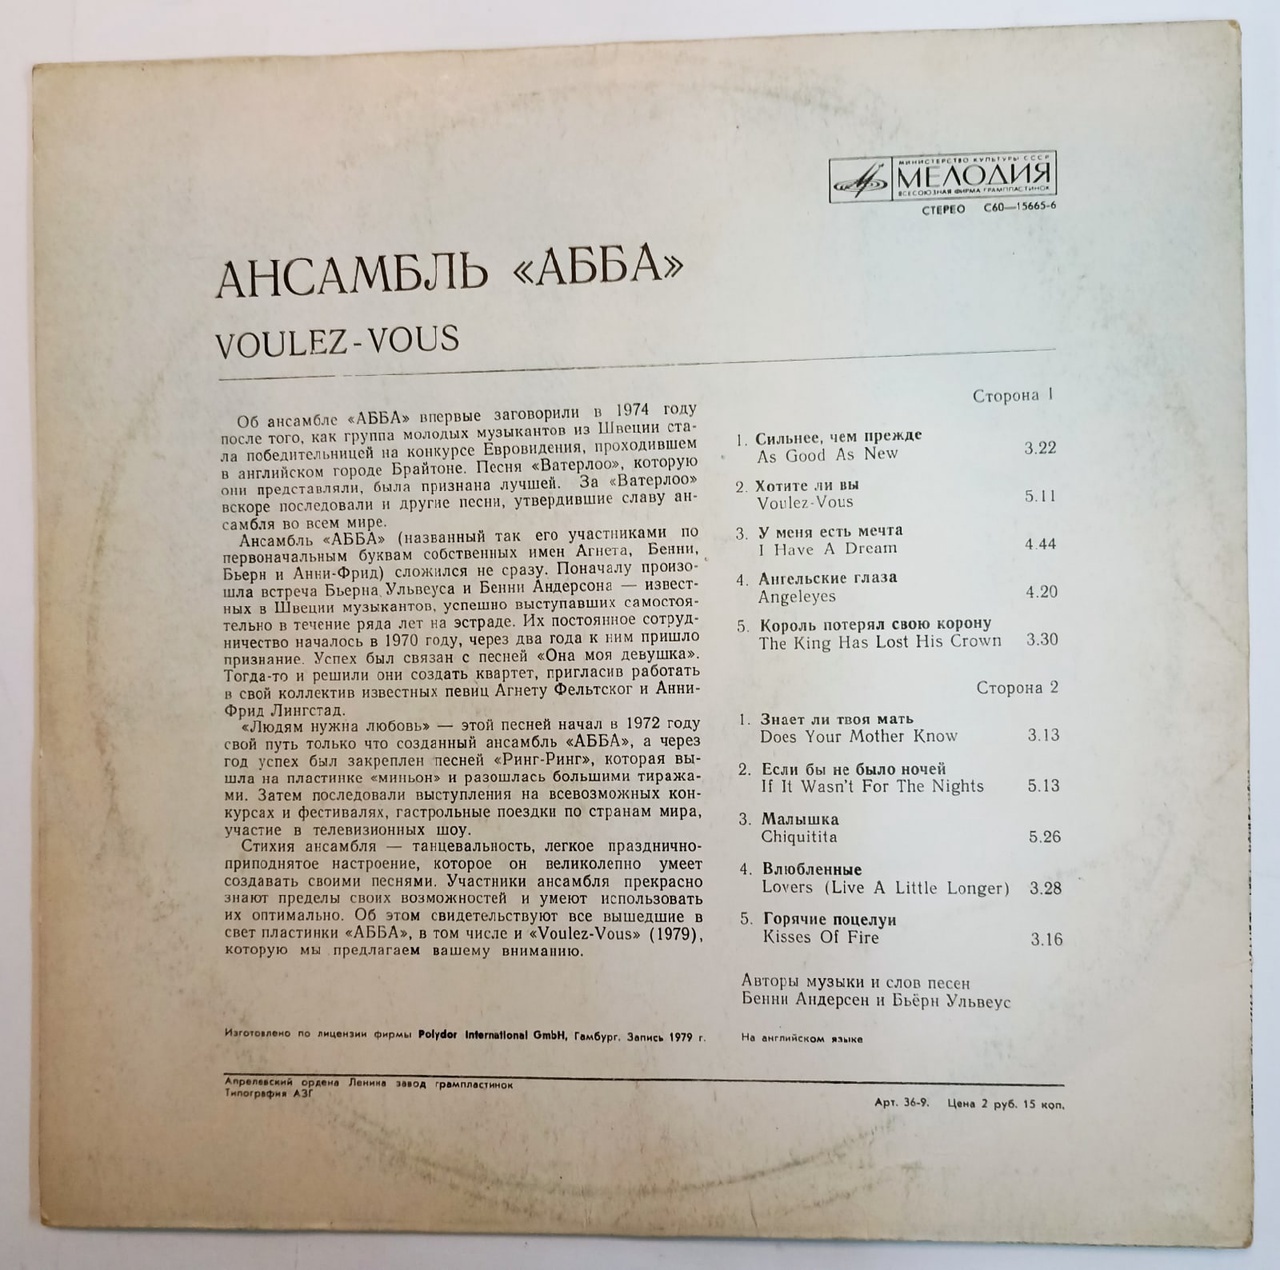 МИНИСТЕРСТВО КУЛЬТУРЫ СССР
МЕЛОДИЯ
ВСЕСОЮЗНАЯ ФИРМА ГРАМПЛАСТИНОК
СТЕРЕО С60—15665-6
АНСАМБЛЬ «АББА»
VOULEZ-VOUS
Об ансамбле «АББА» впервые заговорили в 1974 году
после того, как группа молодых музыкантов из Швеции ста-
ла победительницей на конкурсе Евровидения, проходившем
в английском городе Брайтоне. Песня «Ватерлоо», которую
они представляли, была признана лучшей. За «Ватерлоо»
вскоре последовали и другие песни, утвердившие славу ан-
самбля во всем мире.
Ансамбль «АББА» (названный так его участниками по
первоначальным буквам собственных имен Агнета, Бенни,
Бьерн и Анни-Фрид) сложился не сразу. Поначалу произо-
шла встреча Бьерна Ульвеуса и Бенни Андерсона — извест-
ных в Швеции музыкантов, успешно выступавших самостоя-
тельно в течение ряда лет на эстраде. Их постоянное сотруд-
ничество началось в 1970 году, через два года к ним пришло
признание. Успех был связан с песней «Она моя девушка».
Тогда-то и решили они создать квартет, пригласив работать
в свой коллектив известных певиц Агнету Фельтског и Анни-
Фрид Лингстад.
«Людям нужна любовь» — этой песней начал в 1972 году
свой путь только что созданный ансамбль «АББА», а через
год успех был закреплен песней «Ринг-Ринг», которая вы-
шла на пластинке «миньон» и разошлась большими тиража-
ми. Затем последовали выступления на всевозможных кон-
курсах и фестивалях, гастрольные поездки по странам мира,
участие в телевизионных шоу.
Стихия ансамбля — танцевальность, легкое празднично-
приподнятое настроение, которое он великолепно умеет
создавать своими песнями. Участники ансамбля прекрасно
знают пределы своих возможностей и умеют использовать
их оптимально. Об этом свидетельствуют все вышедшие в
свет пластинки «АББА», в том числе и «Voulez-Vous» (1979),
которую мы предлагаем вашему вниманию.
Сторона 1
1. Сильнее, чем прежде
As Good As New 3.22
2. Хотите ли вы
Voulez-Vous 5.11
3. У меня есть мечта
I Have A Dream 4.44
4. Ангельские глаза
Angeleyes 4.20
5. Король потерял свою корону
The King Has Lost His Crown 3.30
Сторона 2
1. Знает ли твоя мать
Does Your Mother Know 3.13
2. Если бы не было ночей
If It Wasn't For The Nights 5.13
3. Малышка
Chiquitita 5.26
4. Влюбленные
Lovers (Live A Little Longer) 3.28
5. Горячие поцелуи
Kisses Of Fire 3.16
Авторы музыки и слов песен
Бенни Андерсен и Бьёрн Ульвеус
Изготовлено по лицензии фирмы Polydor International GmbH, Гамбург. Запись 1979 г.
На английском языке
Апрелевский ордена Ленина завод грампластинок
Типография АЗГ
Арт. 36-9. Цена 2 руб. 15 коп.